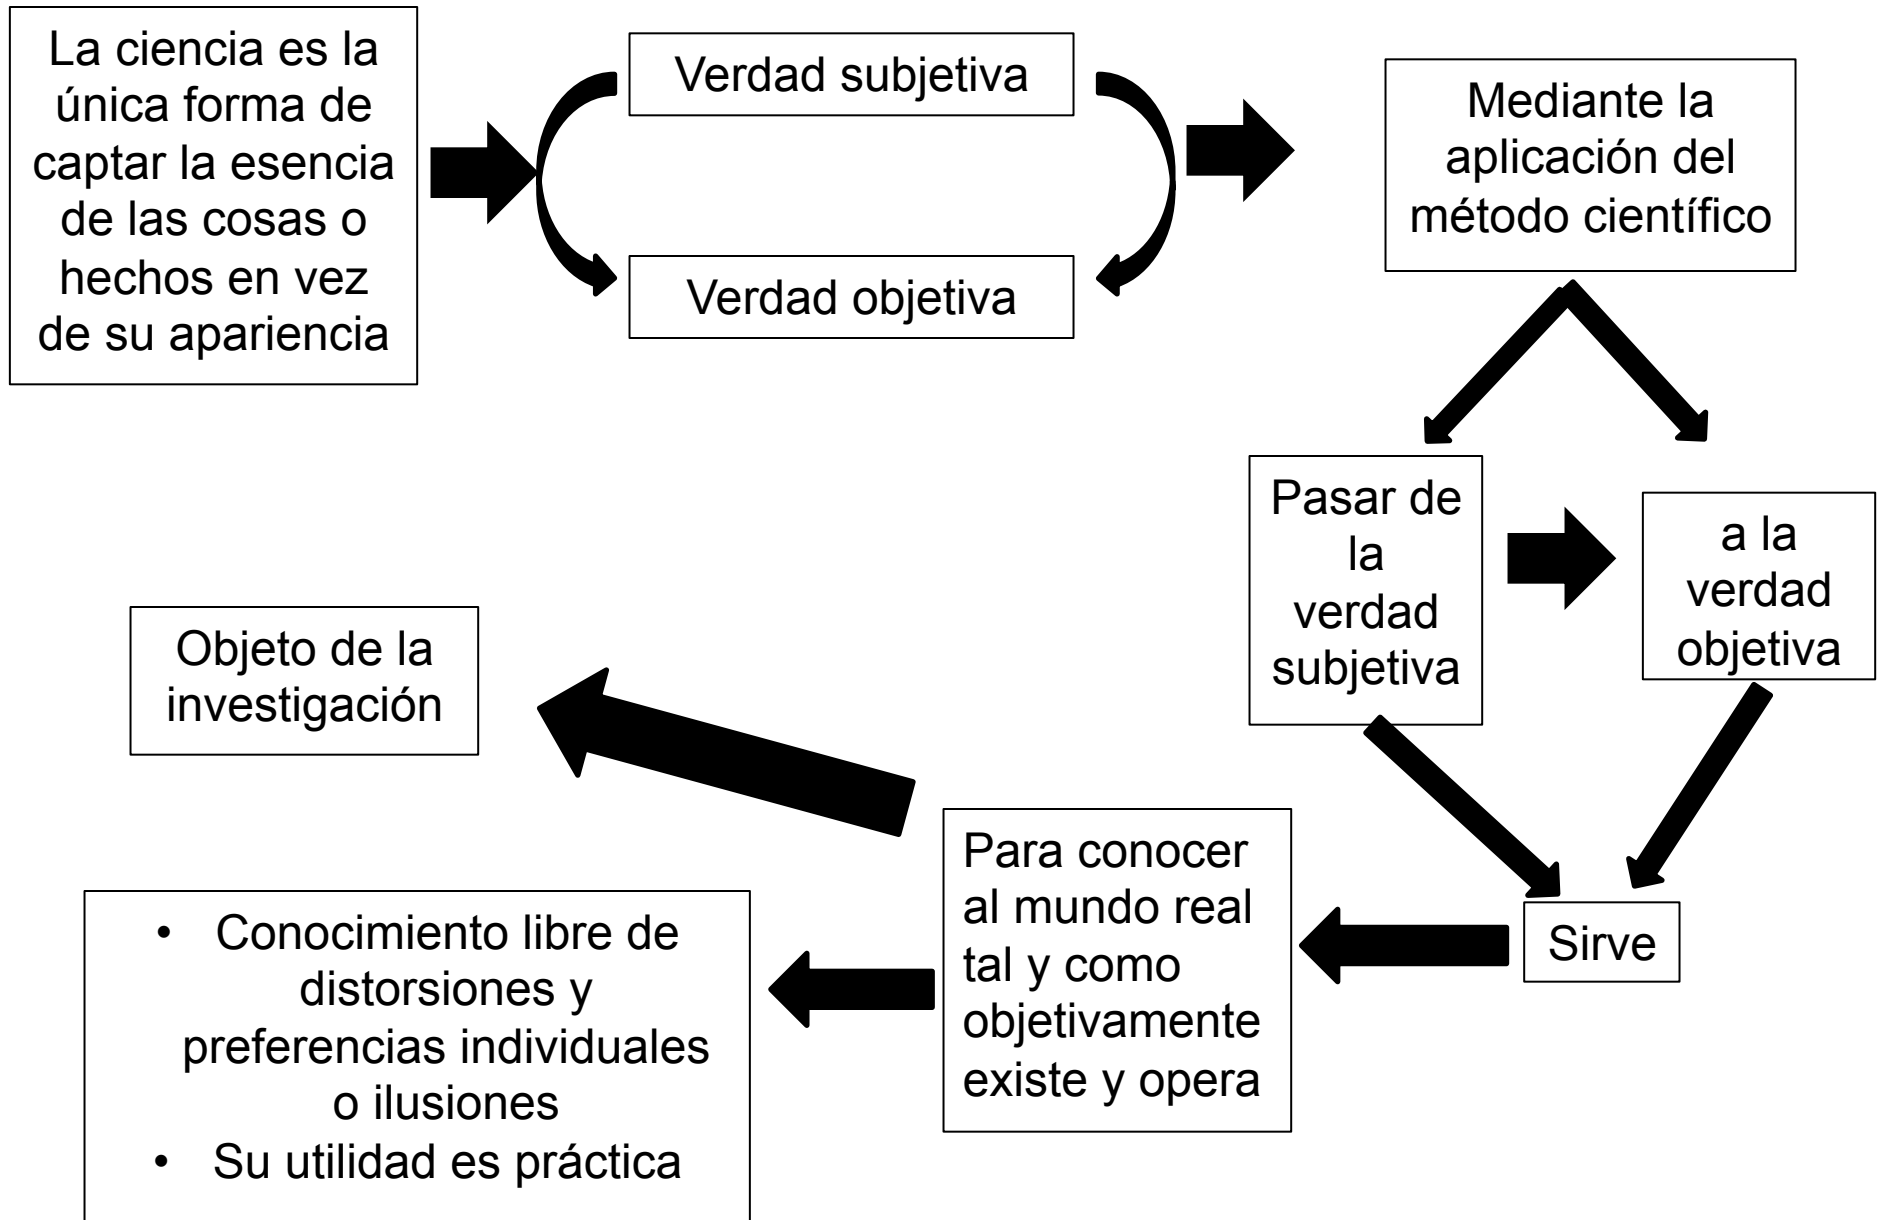 La ciencia es la
única forma de
captar la esencia
de las cosas o
hechos en vez
de su apariencia
Verdad subjetiva
Verdad objetiva
Mediante la
aplicación del
método científico
Pasar de
la
verdad
subjetiva
a la
verdad
objetiva
Sirve
Para conocer
al mundo real
tal y como
objetivamente
existe y opera
Objeto de la
investigación
• Conocimiento libre de
distorsiones y
preferencias individuales
o ilusiones
• Su utilidad es práctica